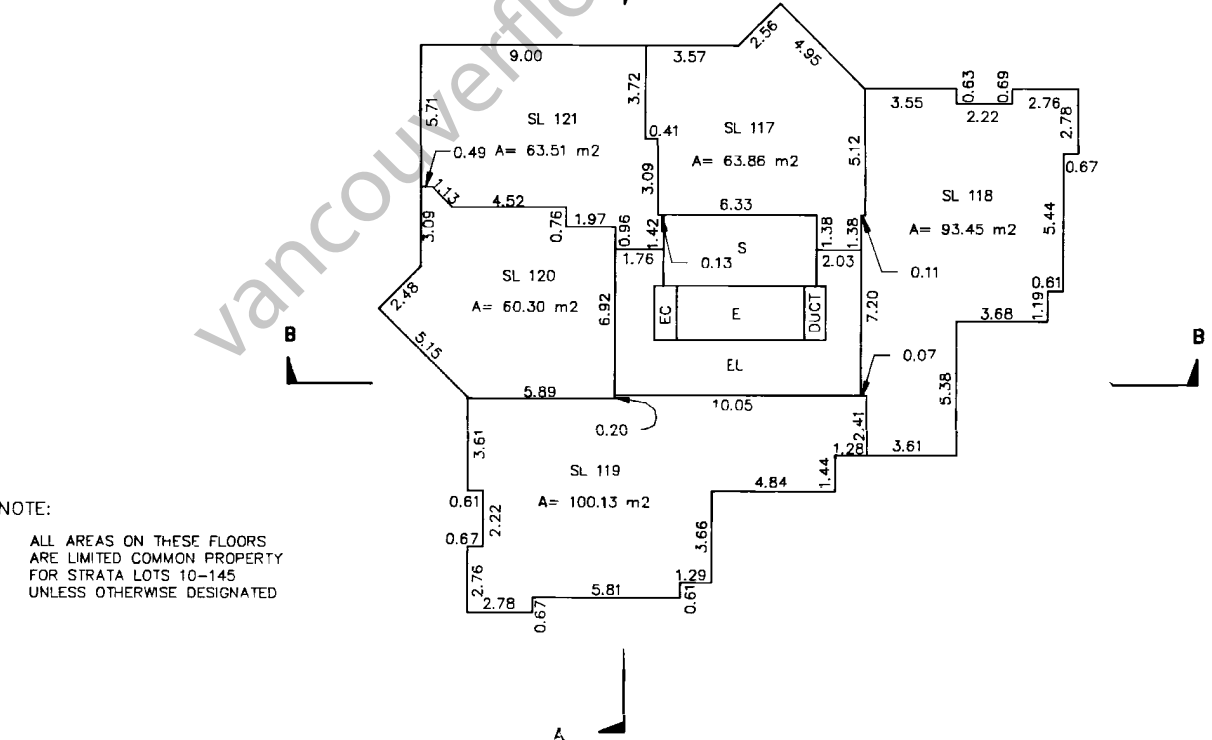 vancouverflo
9.00
3.57
2.56
4.95
3.72
5.71
SL 121
A= 63.51 m2
0.49
1.13
0.41
3.09
SL 117
A= 63.86 m2
5.12
3.55
0.63
0.69
2.22
2.76
2.78
0.67
SL 118
A= 93.45 m2
5.44
4.52
0.76
1.97
0.96
1.42
6.33
S
1.38
1.38
1.76
0.13
2.03
0.11
3.09
SL 120
A= 60.30 m2
2.48
5.15
6.92
EC
E
DUCT
EL
7.20
0.61
1.19
3.68
B
B
0.07
5.38
5.89
0.20
10.05
2.41
1.28
3.61
3.61
SL 119
A= 100.13 m2
4.84
1.44
0.61
2.22
0.67
3.66
2.76
2.78
0.67
5.81
1.29
0.61
NOTE:
ALL AREAS ON THESE FLOORS
ARE LIMITED COMMON PROPERTY
FOR STRATA LOTS 10-145
UNLESS OTHERWISE DESIGNATED
A